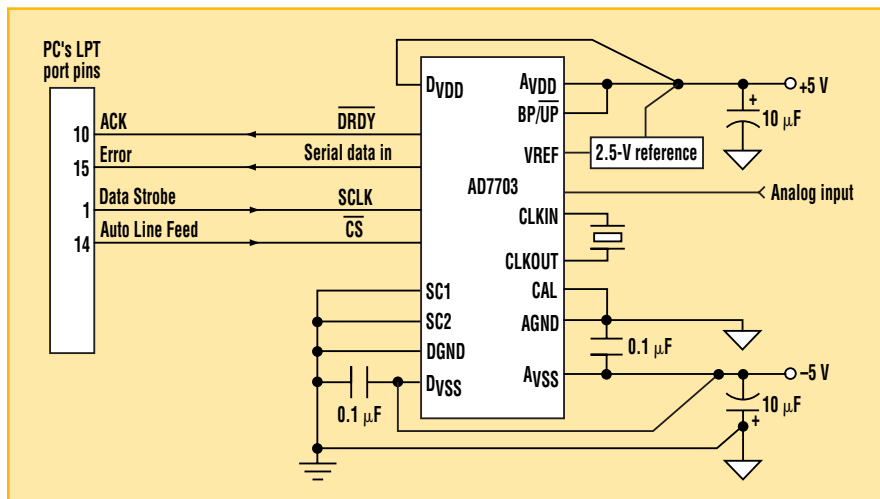 PC's LPT
port pins
10 ACK
15 Error
1 Data Strobe
14 Auto Line Feed
DRDY
Serial data in
SCLK
CS
DVDD
SC1
SC2
DGND
DVSS
0.1 µF
AD7703
AVDD
BP/UP
VREF
CLKIN
CLKOUT
CAL
AGND
AVSS
2.5-V reference
Analog input
+5 V
+
10 µF
0.1 µF
–5 V
10 µF
+